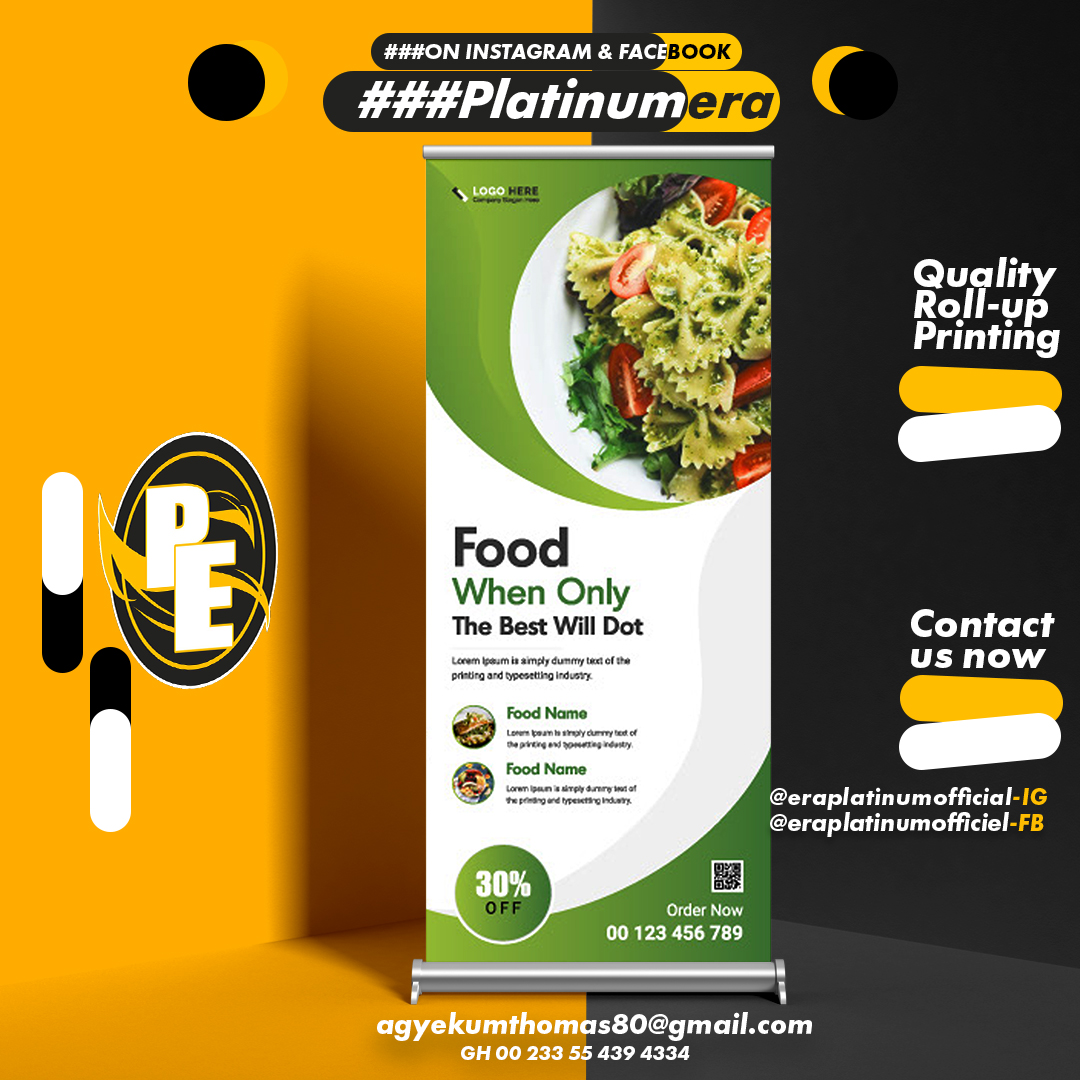 ###ON INSTAGRAM & FACEBOOK
###Platinumera
LOGO HERE
Company Slogan Here
Quality
Roll-up
Printing
PE
Food
When Only
The Best Will Dot
Lorem Ipsum is simply dummy text of the
printing and typesetting industry.
Food Name
Lorem Ipsum is simply dummy text of
the printing and typesetting industry.
Food Name
Lorem Ipsum is simply dummy text of
the printing and typesetting industry.
Contact
us now
@eraplatinumofficial-IG
@eraplatinumofficiel-FB
30%
OFF
Order Now
00 123 456 789
agyekumthomas80@gmail.com
GH 00 233 55 439 4334